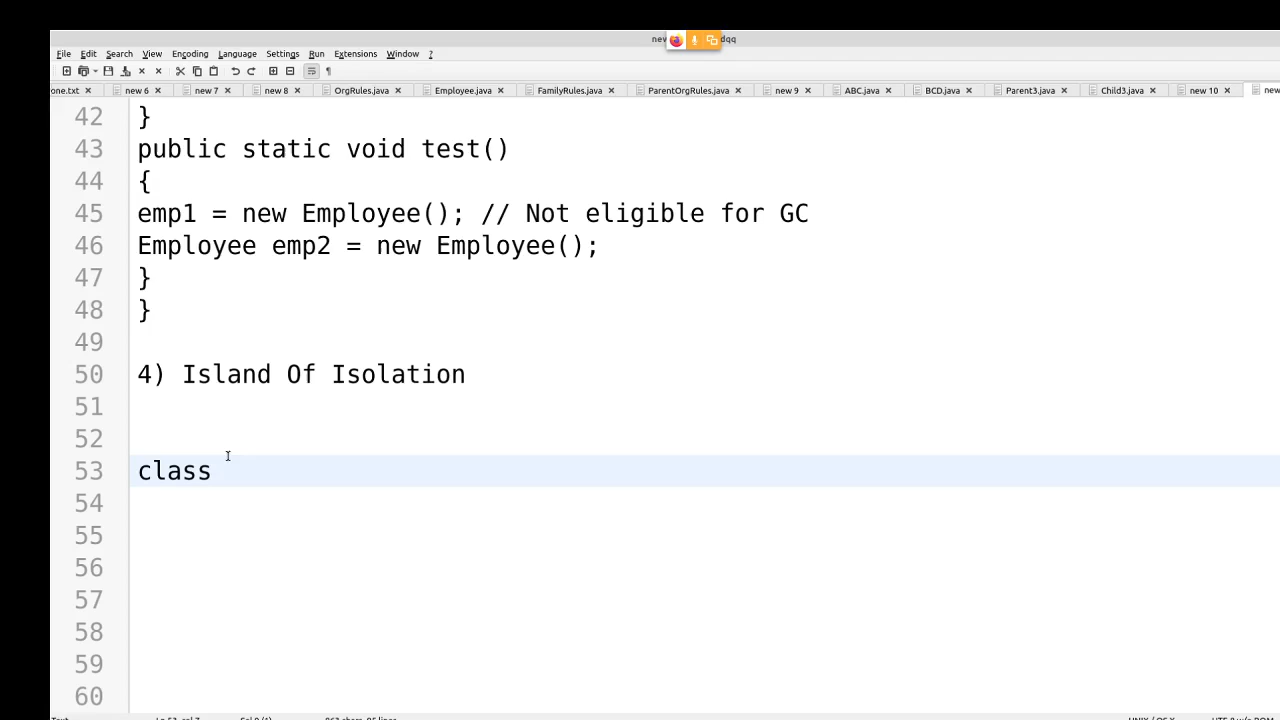 new dqq
File Edit Search View Encoding Language Settings Run Extensions Window ?
one.txt new 6 new 7 new 8 OrgRules.java Employee.java FamilyRules.java ParentOrgRules.java new 9 ABC.java BCD.java Parent3.java Child3.java new 10 new
42 }
43 public static void test()
44 {
45 emp1 = new Employee(); // Not eligible for GC
46 Employee emp2 = new Employee();
47 }
48 }
49
50 4) Island Of Isolation
51
52
53 class
54
55
56
57
58
59
60